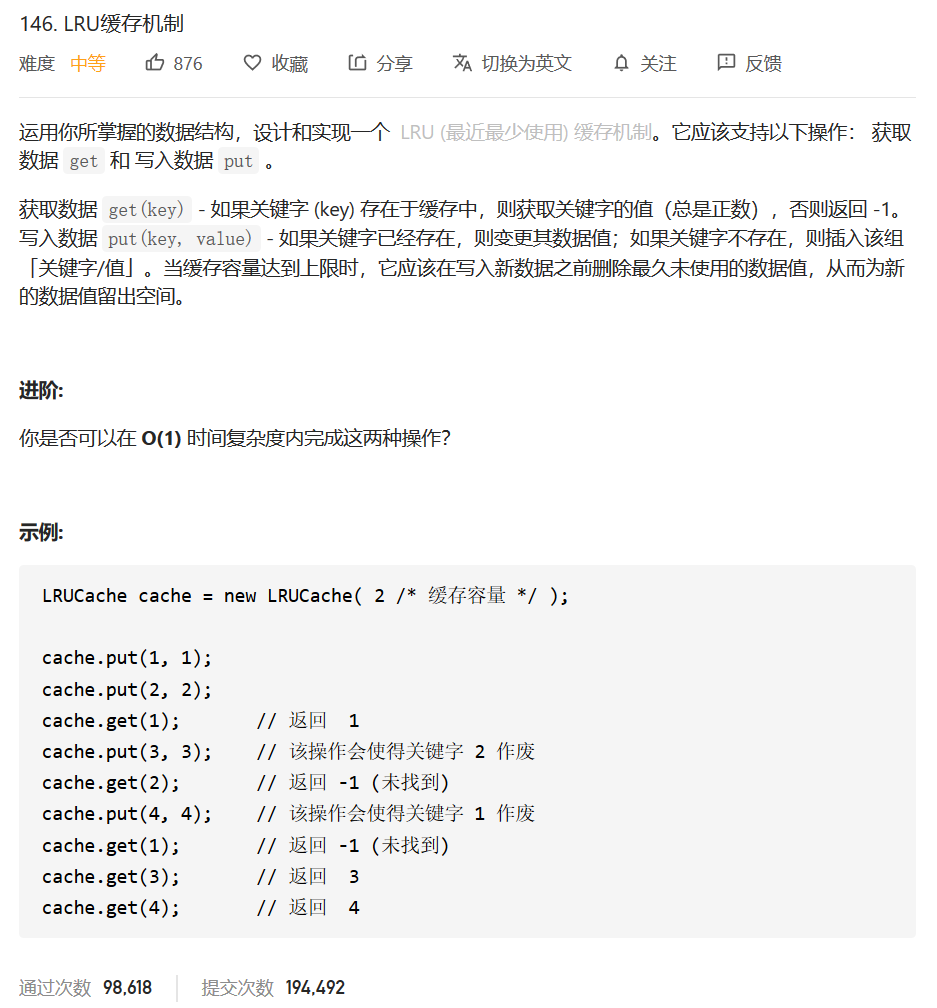 146. LRU缓存机制
难度 中等 876 收藏 分享 切换为英文 关注 反馈
运用你所掌握的数据结构，设计和实现一个 LRU (最近最少使用) 缓存机制。它应该支持以下操作： 获取
数据 get 和 写入数据 put 。
获取数据 get(key) - 如果关键字 (key) 存在于缓存中，则获取关键字的值（总是正数），否则返回 -1。
写入数据 put(key, value) - 如果关键字已经存在，则变更其数据值；如果关键字不存在，则插入该组
「关键字/值」。当缓存容量达到上限时，它应该在写入新数据之前删除最久未使用的数据值，从而为新
的数据值留出空间。
进阶:
你是否可以在 O(1) 时间复杂度内完成这两种操作？
示例:
LRUCache cache = new LRUCache( 2 /* 缓存容量 */ );
cache.put(1, 1);
cache.put(2, 2);
cache.get(1); // 返回 1
cache.put(3, 3); // 该操作会使得关键字 2 作废
cache.get(2); // 返回 -1 (未找到)
cache.put(4, 4); // 该操作会使得关键字 1 作废
cache.get(1); // 返回 -1 (未找到)
cache.get(3); // 返回 3
cache.get(4); // 返回 4
通过次数 98,618 提交次数 194,492